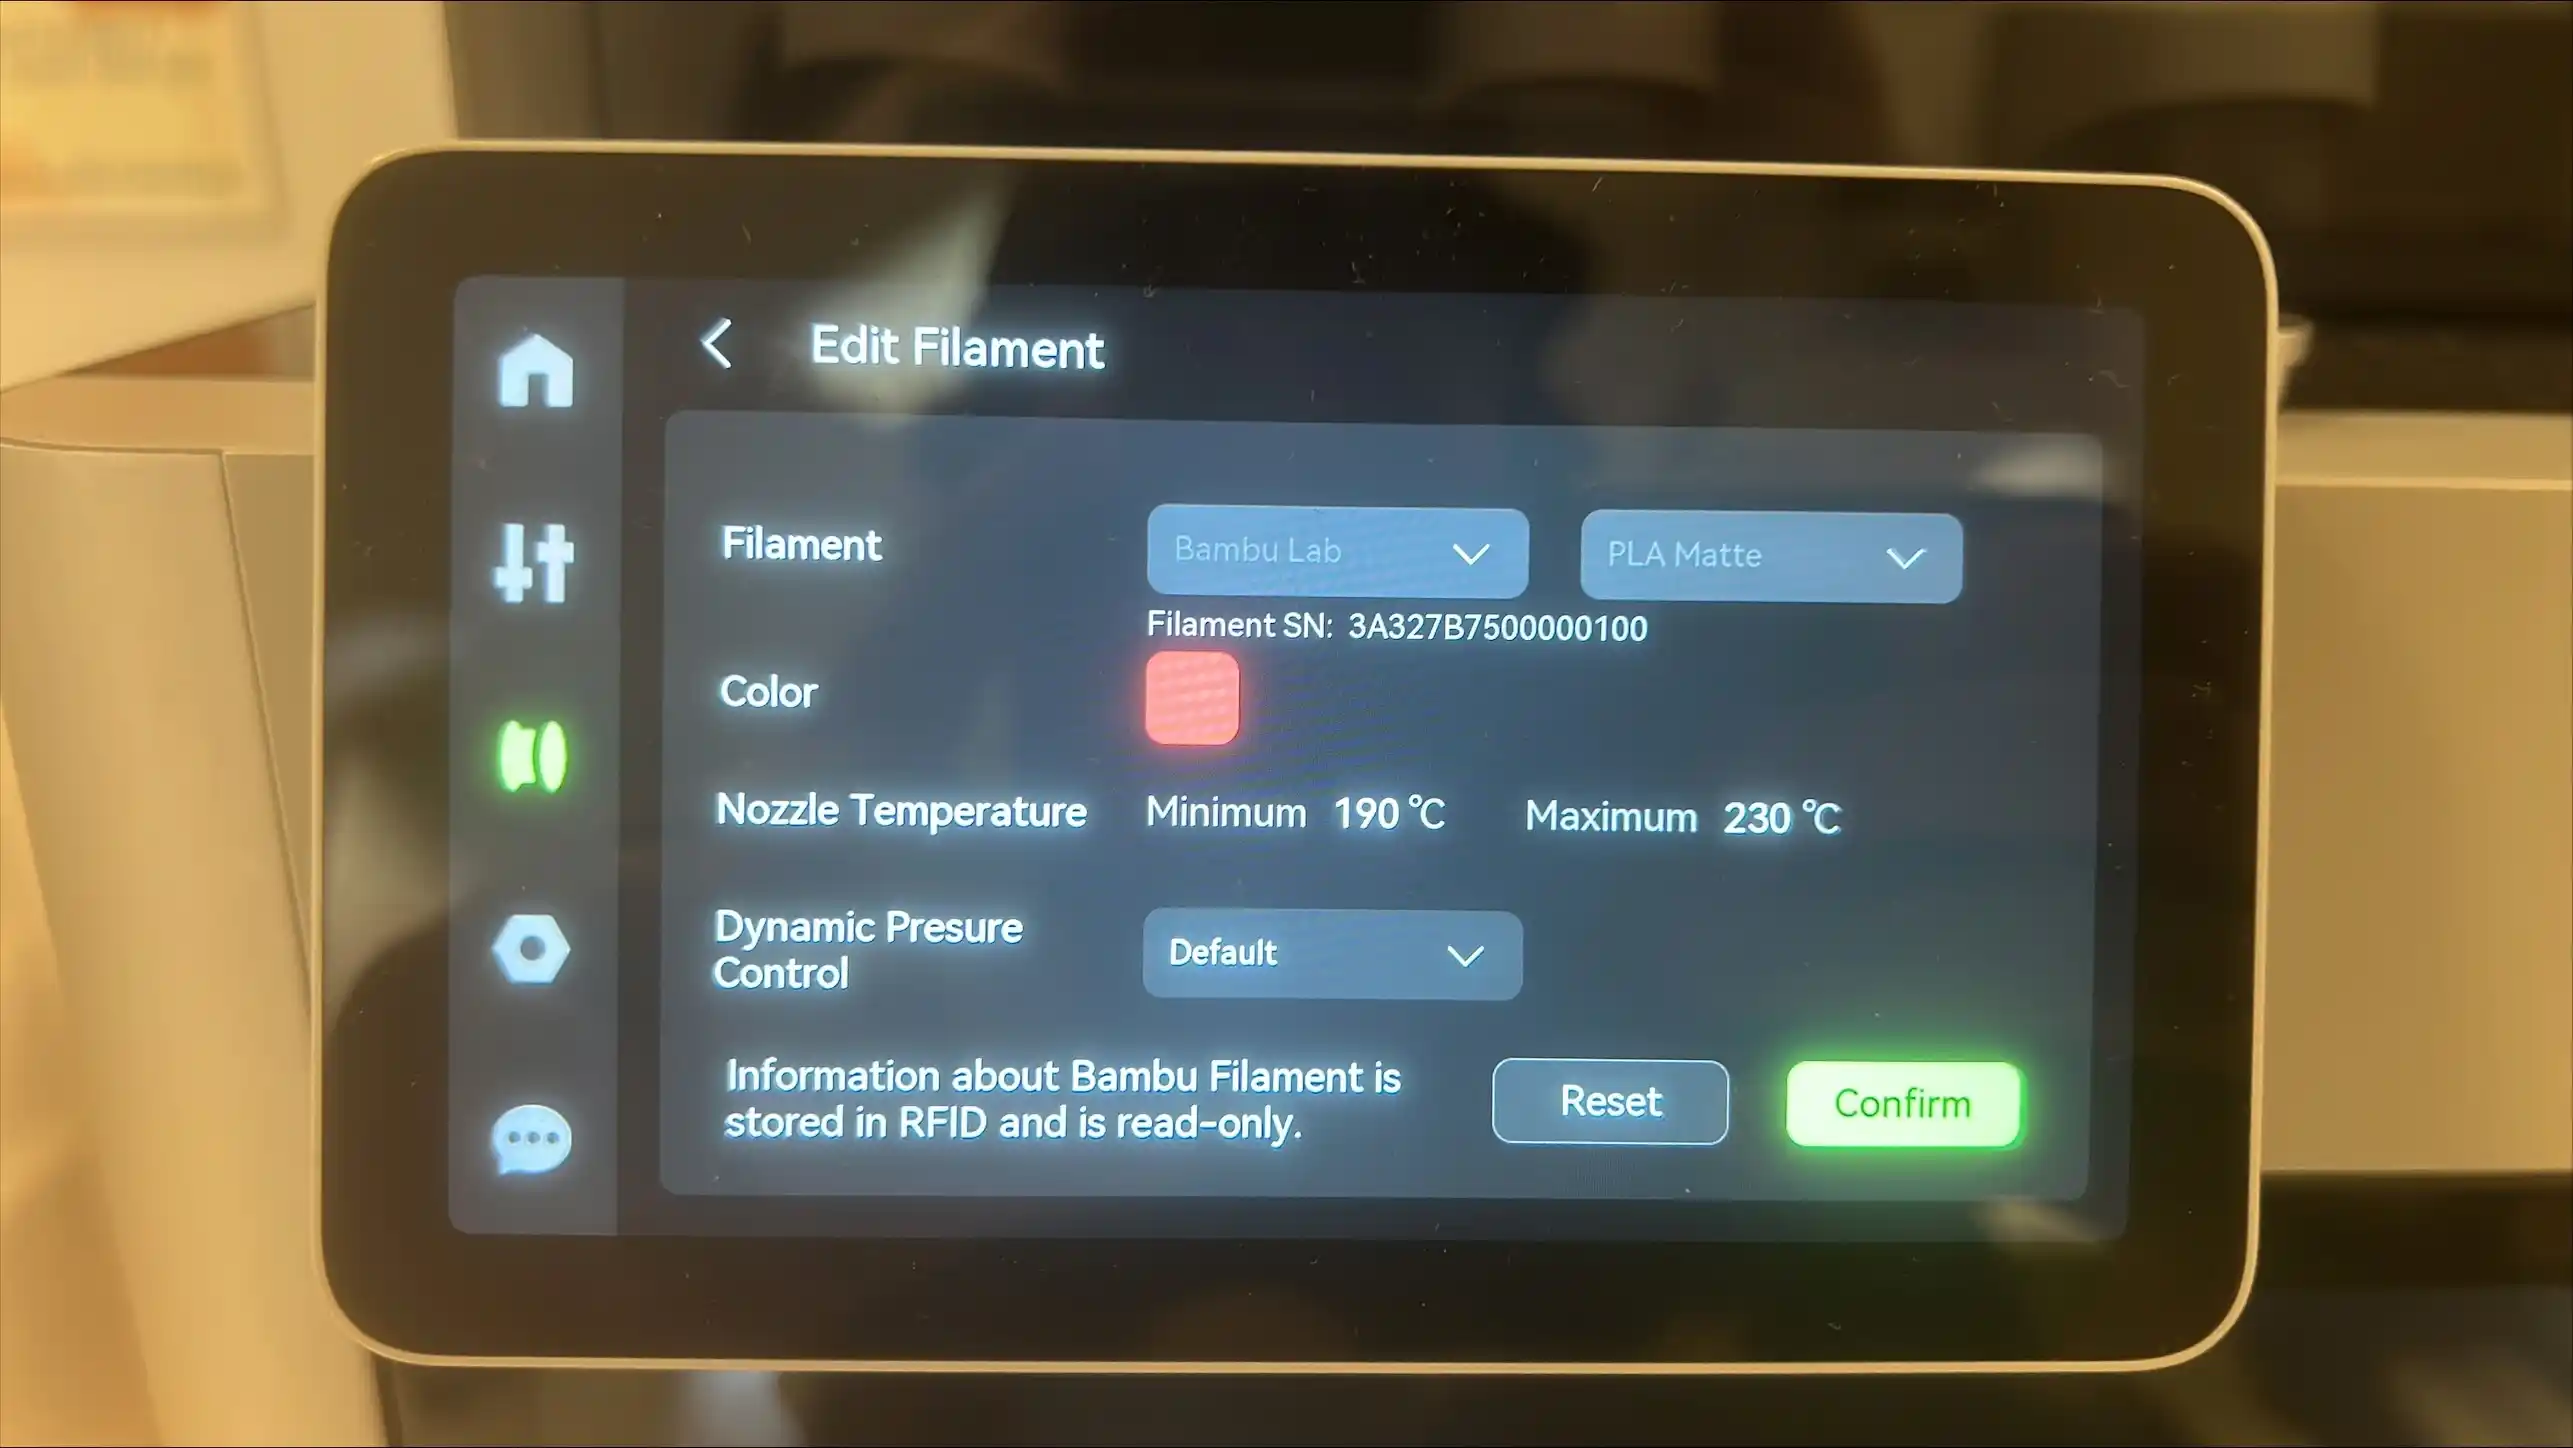 Edit Filament
Filament
Bambu Lab
PLA Matte
Filament SN: 3A327B7500000100
Color
Nozzle Temperature Minimum 190 ℃ Maximum 230 ℃
Dynamic Presure
Control
Default
Information about Bambu Filament is
stored in RFID and is read-only.
Reset
Confirm